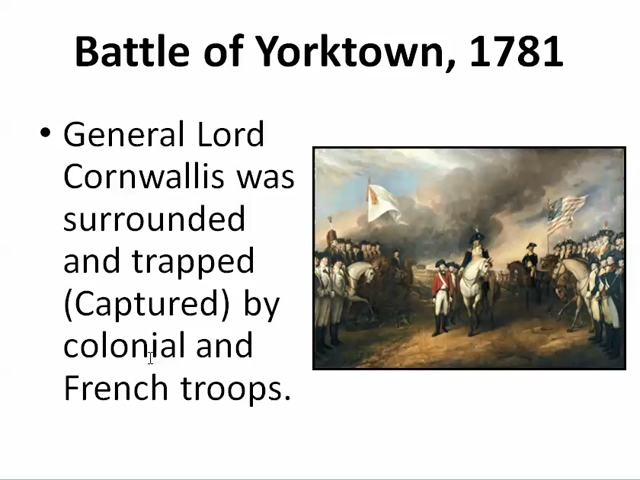 Battle of Yorktown, 1781
• General Lord
Cornwallis was
surrounded
and trapped
(Captured) by
colonial and
French troops.